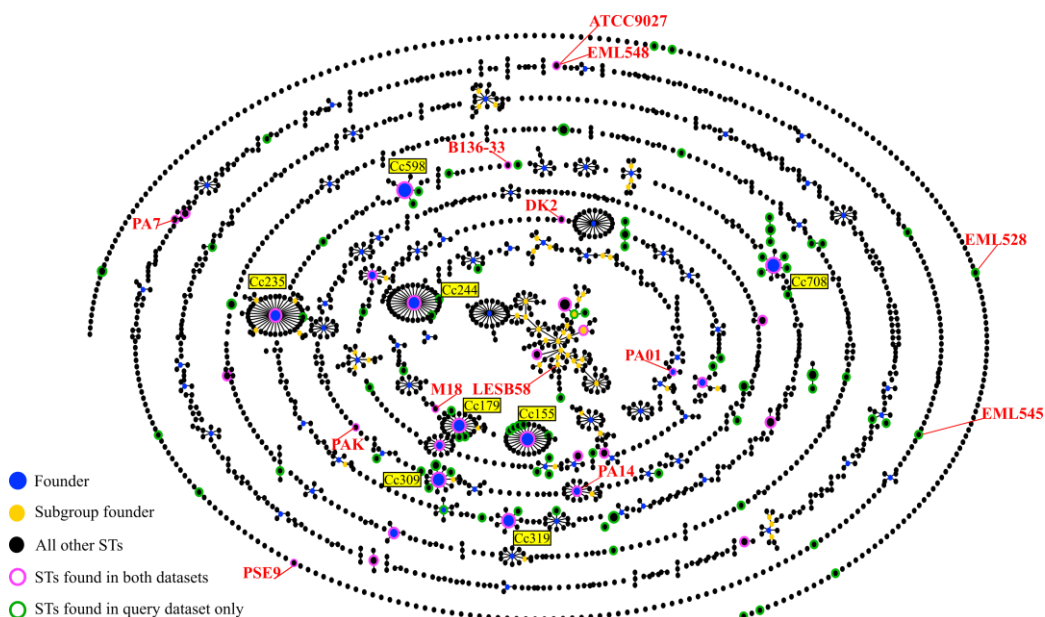 ATCC9027
EML548
B136-33
Cc598
DK2
PA7
EML528
Cc235
Cc244
Cc708
PA01
M18 LESB58
Cc179
Cc155
EML545
PAK
Cc309
PA14
Founder
Subgroup founder
Cc319
All other STs
PSE9
STs found in both datasets
STs found in query dataset only